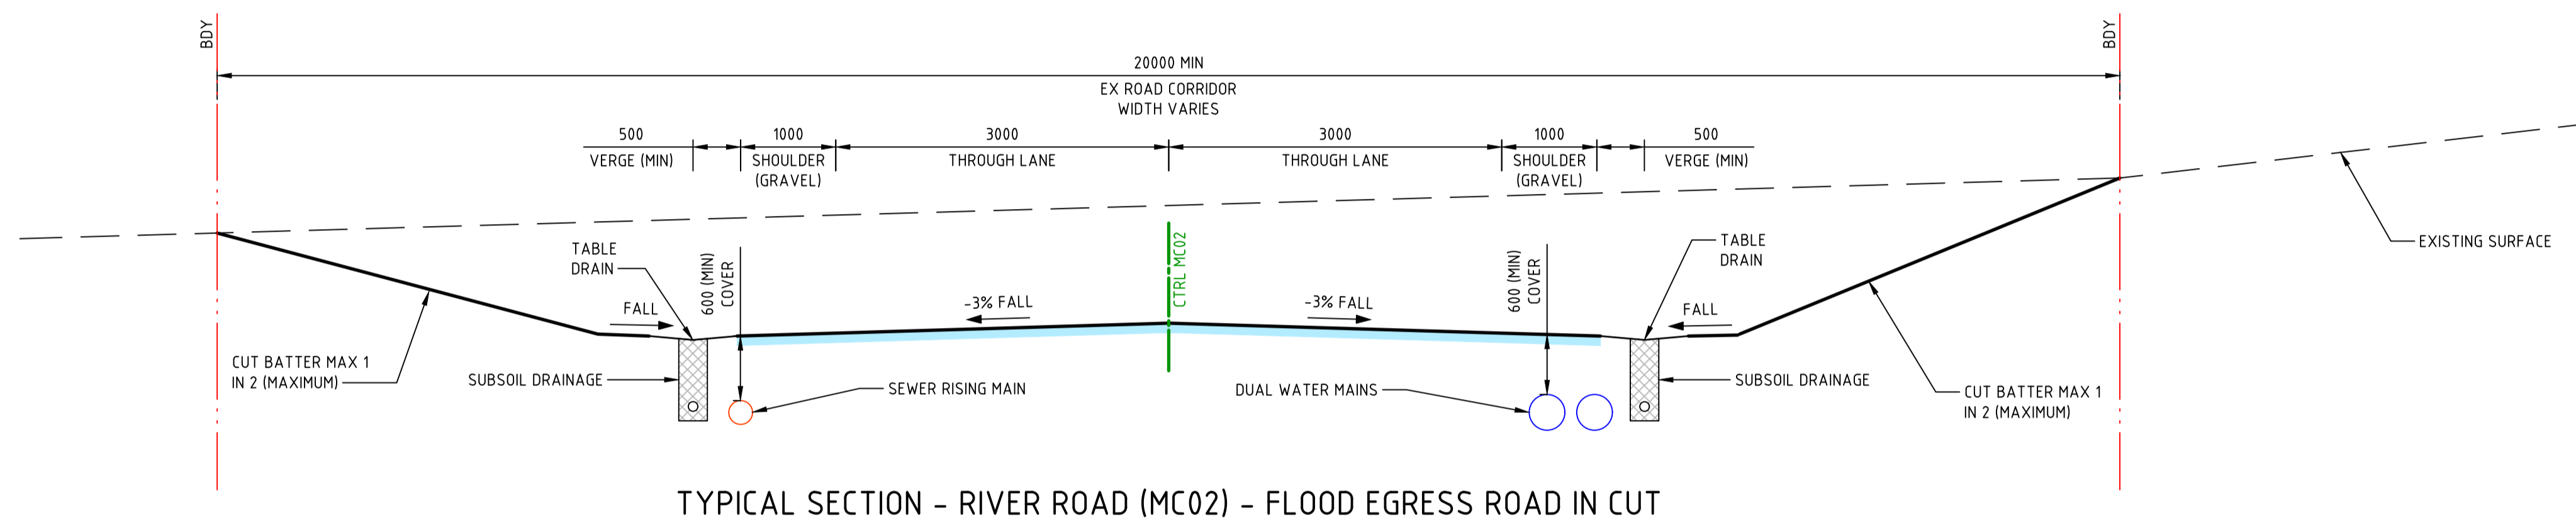 BDY
BDY
20000 MIN
EX ROAD CORRIDOR
WIDTH VARIES
500
1000
3000
3000
1000
500
VERGE (MIN)
SHOULDER
(GRAVEL)
THROUGH LANE
THROUGH LANE
SHOULDER
(GRAVEL)
VERGE (MIN)
TABLE
DRAIN
600 (MIN)
COVER
CTRL MC02
600 (MIN)
COVER
TABLE
DRAIN
EXISTING SURFACE
FALL
-3% FALL
-3% FALL
FALL
CUT BATTER MAX 1
IN 2 (MAXIMUM)
SUBSOIL DRAINAGE
SEWER RISING MAIN
DUAL WATER MAINS
SUBSOIL DRAINAGE
CUT BATTER MAX 1
IN 2 (MAXIMUM)
TYPICAL SECTION - RIVER ROAD (MC02) - FLOOD EGRESS ROAD IN CUT